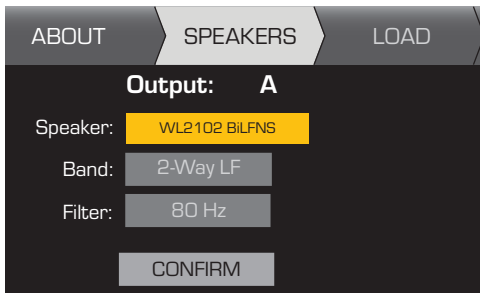 ABOUT SPEAKERS LOAD
Output: A
Speaker: WL2102 BiLFNS
Band: 2-Way LF
Filter: 80 Hz
CONFIRM